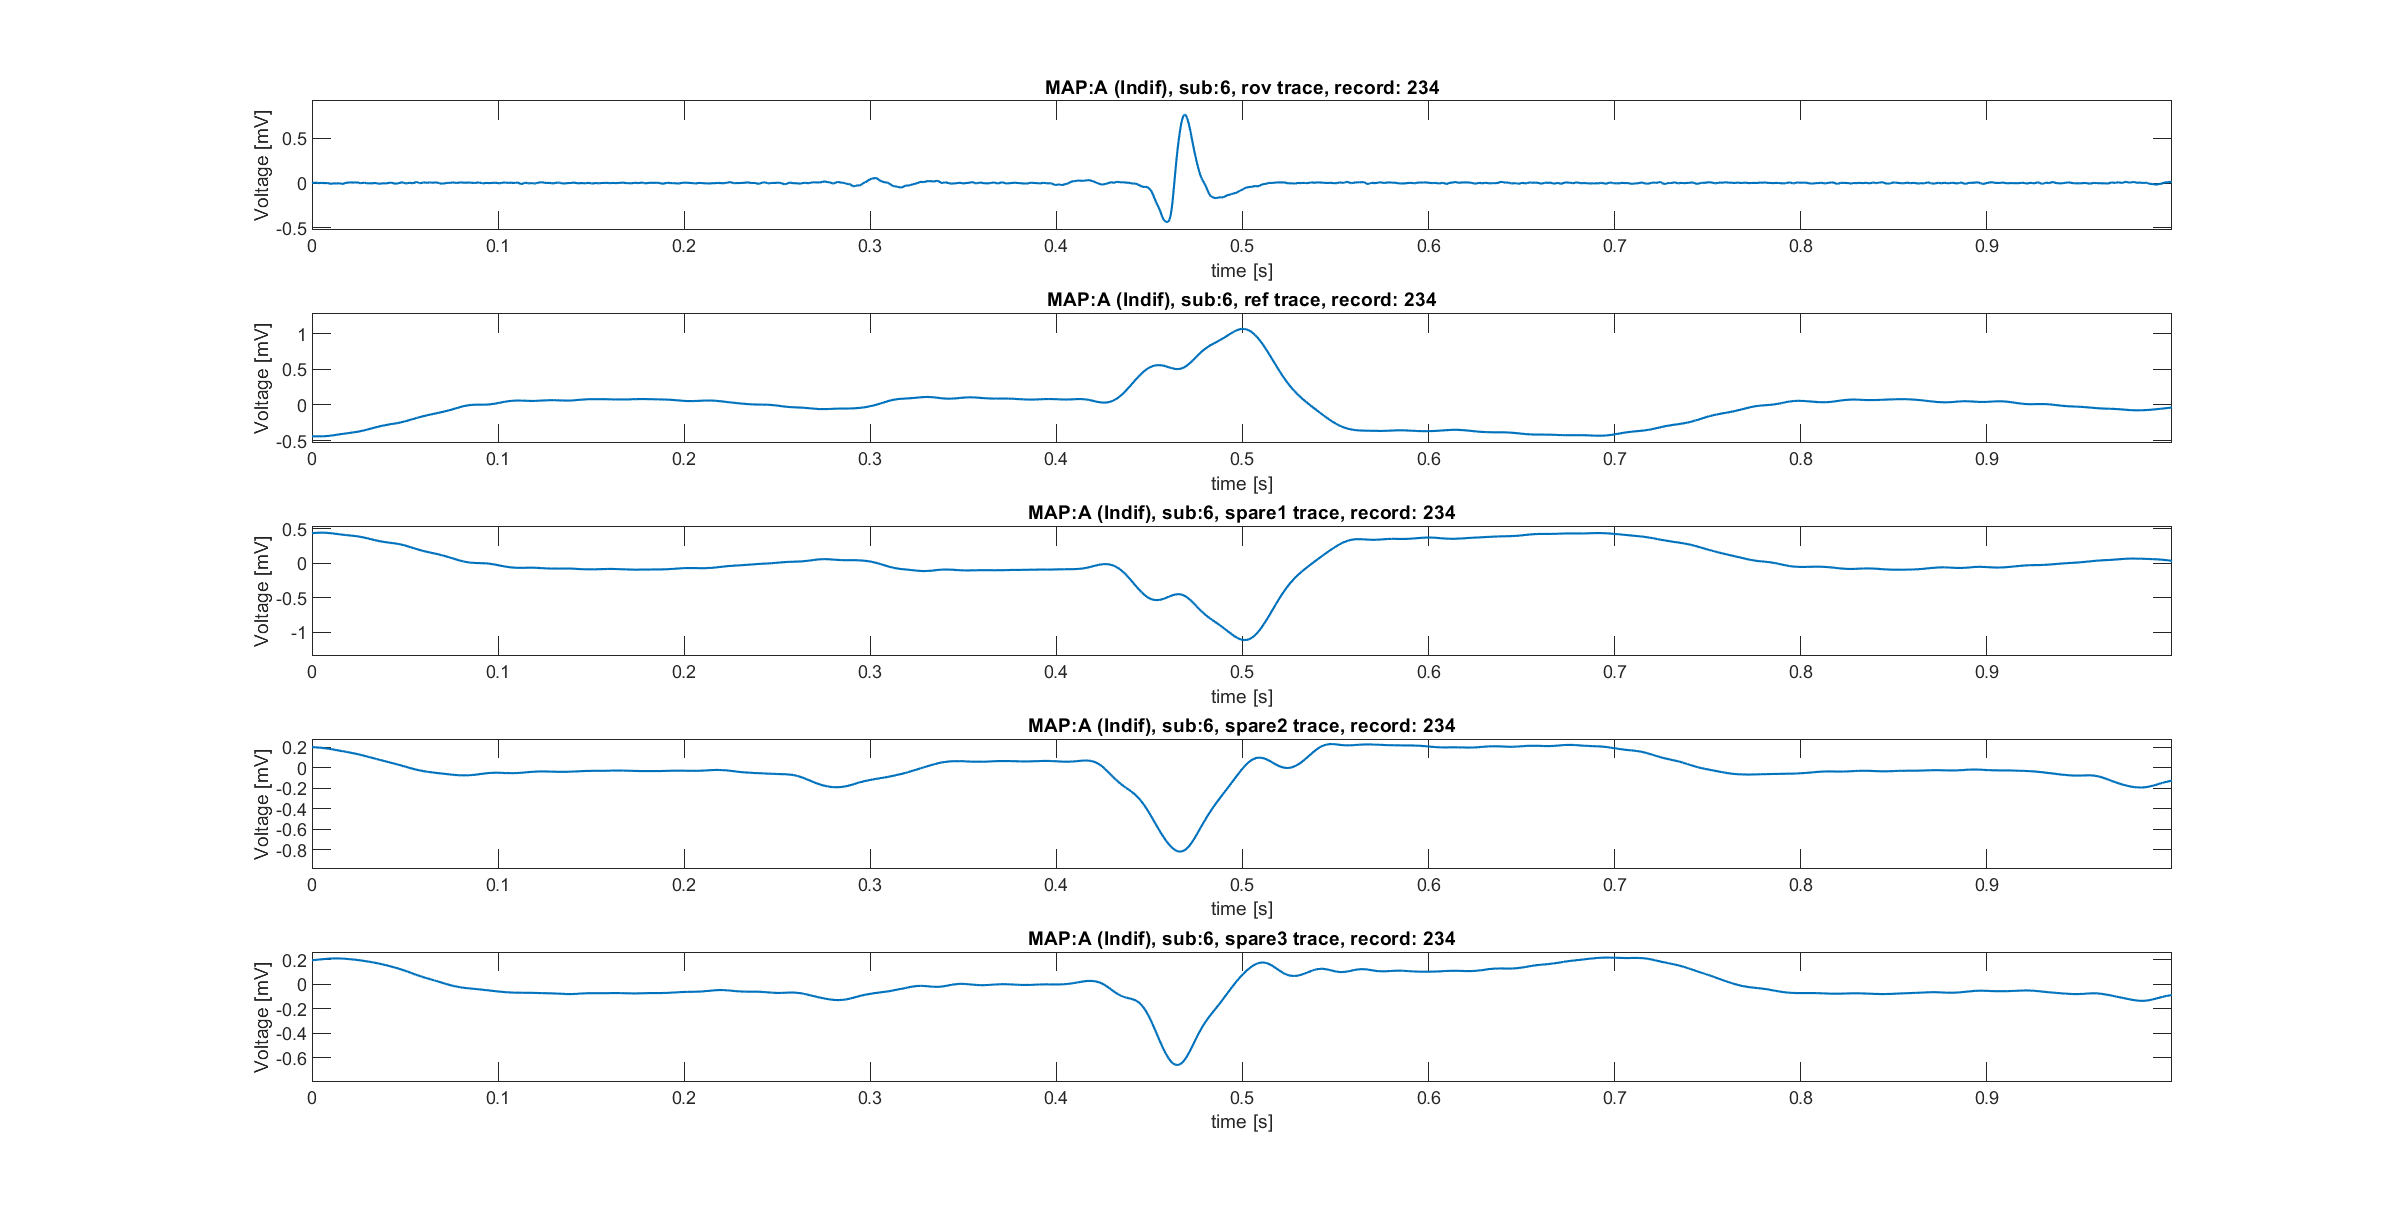 MAP:A (Indif), sub:6, rov trace, record: 234
Voltage [mV]
0.5
0
-0.5
0 0.1 0.2 0.3 0.4 0.5 0.6 0.7 0.8 0.9
time [s]
MAP:A (Indif), sub:6, ref trace, record: 234
Voltage [mV]
1
0.5
0
-0.5
0 0.1 0.2 0.3 0.4 0.5 0.6 0.7 0.8 0.9
time [s]
MAP:A (Indif), sub:6, spare1 trace, record: 234
Voltage [mV]
0.5
0
-0.5
-1
0 0.1 0.2 0.3 0.4 0.5 0.6 0.7 0.8 0.9
time [s]
MAP:A (Indif), sub:6, spare2 trace, record: 234
Voltage [mV]
0.2
0
-0.2
-0.4
-0.6
-0.8
0 0.1 0.2 0.3 0.4 0.5 0.6 0.7 0.8 0.9
time [s]
MAP:A (Indif), sub:6, spare3 trace, record: 234
Voltage [mV]
0.2
0
-0.2
-0.4
-0.6
0 0.1 0.2 0.3 0.4 0.5 0.6 0.7 0.8 0.9
time [s]